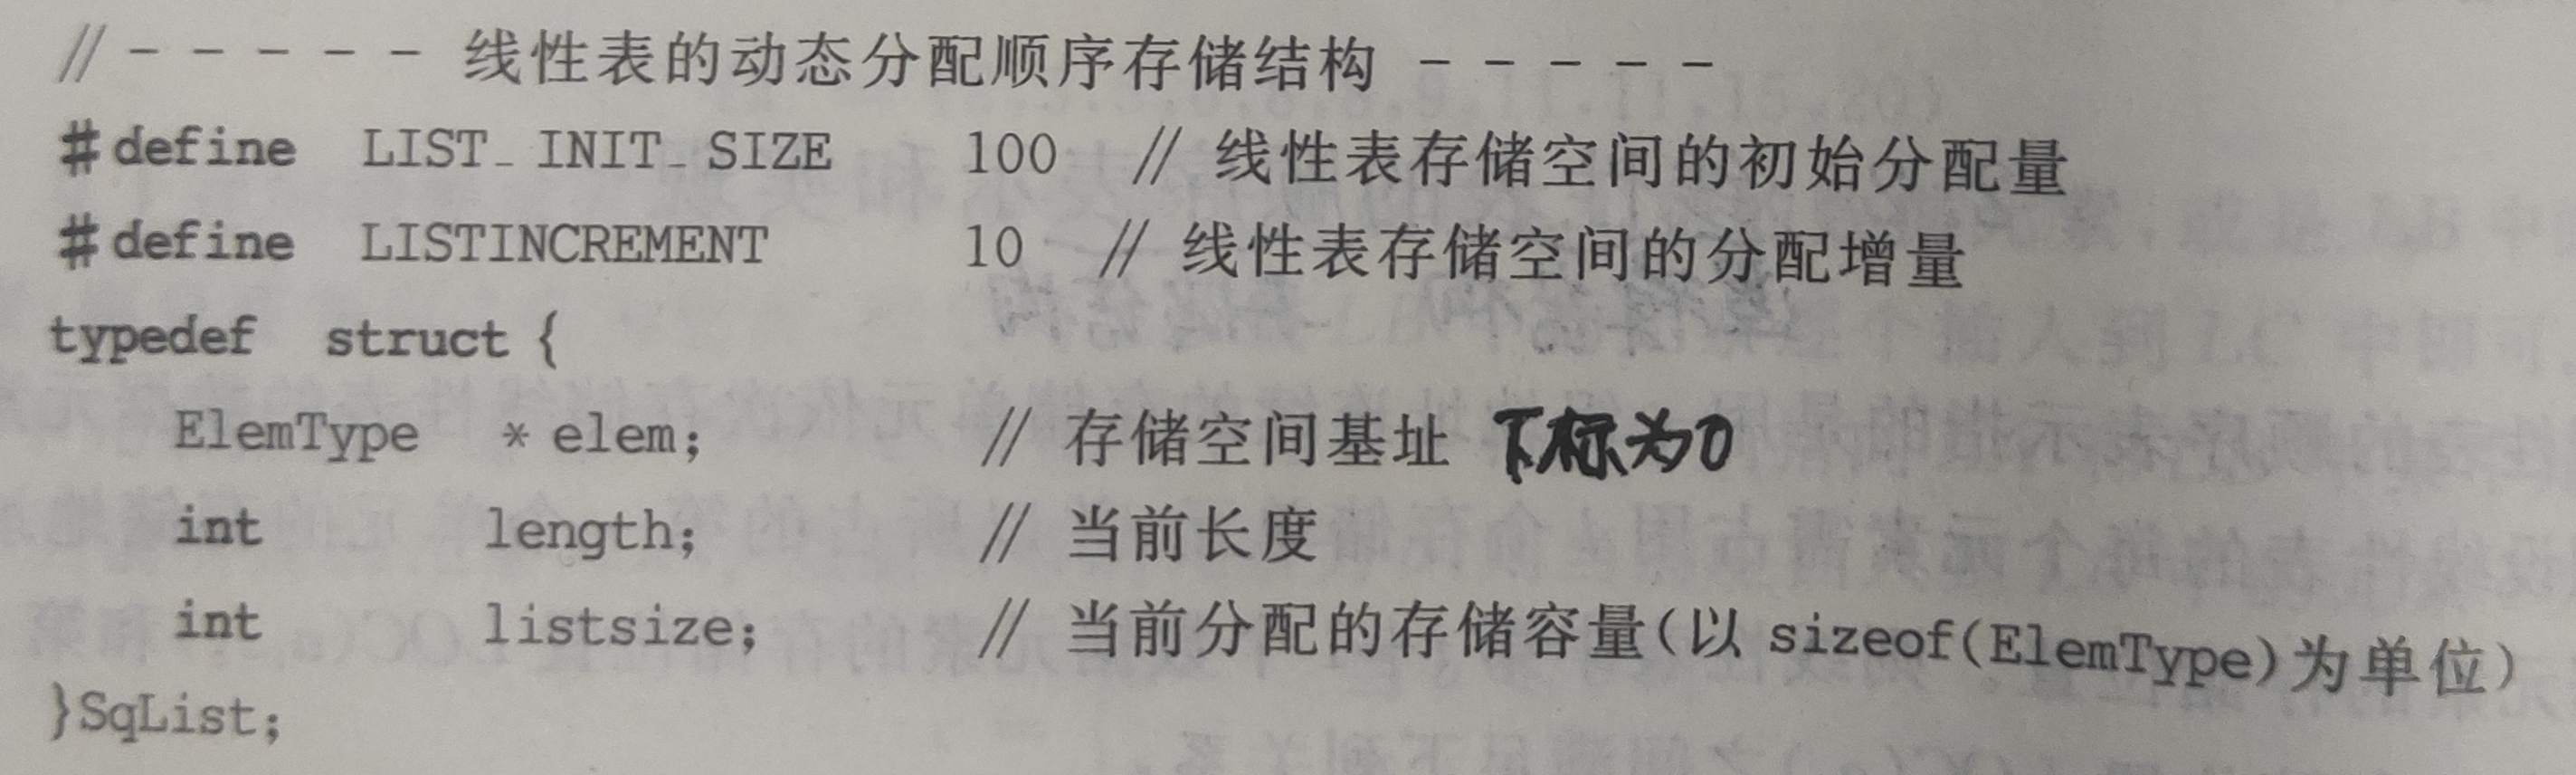 //----- 线性表的动态分配顺序存储结构 -----
#define LIST_INIT_SIZE 100 // 线性表存储空间的初始分配量
#define LISTINCREMENT 10 // 线性表存储空间的分配增量
typedef struct {
ElemType *elem; // 存储空间基址 下标为0
int length; // 当前长度
int listsize; // 当前分配的存储容量(以 sizeof(ElemType)为单位)
}SqList;